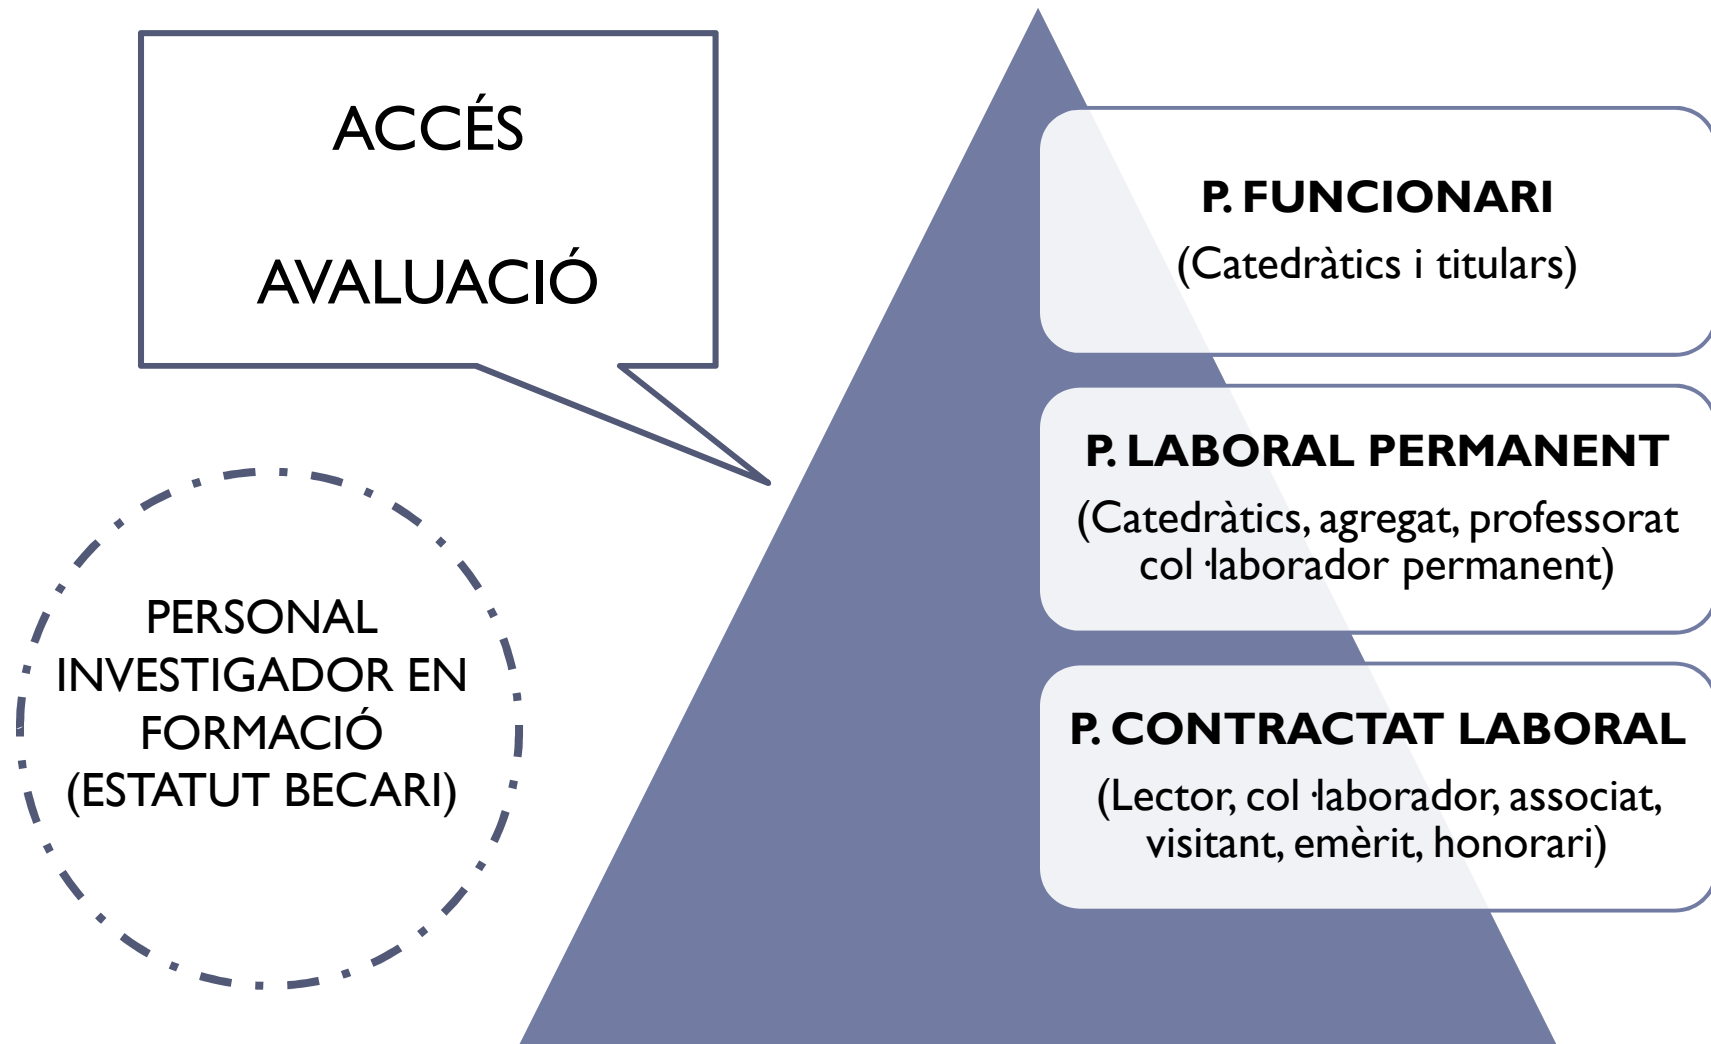 ACCÉS
AVALUACIÓ
P. FUNCIONARI
(Catedràtics i titulars)
P. LABORAL PERMANENT
(Catedràtics, agregat, professorat
col ·laborador permanent)
P. CONTRACTAT LABORAL
(Lector, col ·laborador, associat,
visitant, emèrit, honorari)
PERSONAL
INVESTIGADOR EN
FORMACIÓ
(ESTATUT BECARI)